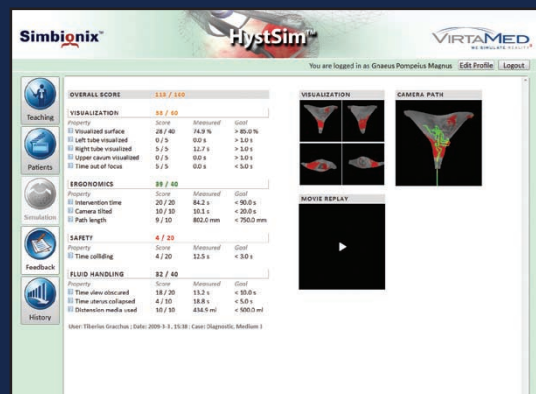 Simbionix™
HystSim™
VIRTAMED
WE SIMULATE REALITY
You are logged in as Gnaeus Pompeius Magnus Edit Profile Logout
Teaching
Patients
Simulation
Feedback
History
OVERALL SCORE 116 / 140
VISUALIZATION 38 / 60
Property Score Measured Goal
Visualized surface 28 / 40 74.9 % > 85.0 %
Left tube visualized 0 / 5 0.0 s > 1.0 s
Right tube visualized 5 / 5 12.7 s > 1.0 s
Upper cavum visualized 0 / 5 0.0 s > 1.0 s
Time out of focus 5 / 5 0.0 s < 5.0 s
ERGONOMICS 39 / 40
Property Score Measured Goal
Intervention time 20 / 20 84.2 s < 90.0 s
Camera tilted 10 / 10 10.1 s < 20.0 s
Path length 9 / 10 802.0 mm < 750.0 mm
SAFETY 4 / 20
Property Score Measured Goal
Time colliding 4 / 20 12.5 s < 3.0 s
FLUID HANDLING 32 / 40
Property Score Measured Goal
Time view obscured 18 / 20 13.2 s < 10.0 s
Time uterus collapsed 4 / 10 18.8 s < 5.0 s
Distension media used 10 / 10 434.9 ml < 500.0 ml
User: Tiberius Gracchus ; Date: 2009-3-3 , 15:38 ; Case: Diagnostic, Medium 1
VISUALIZATION
CAMERA PATH
MOVIE REPLAY